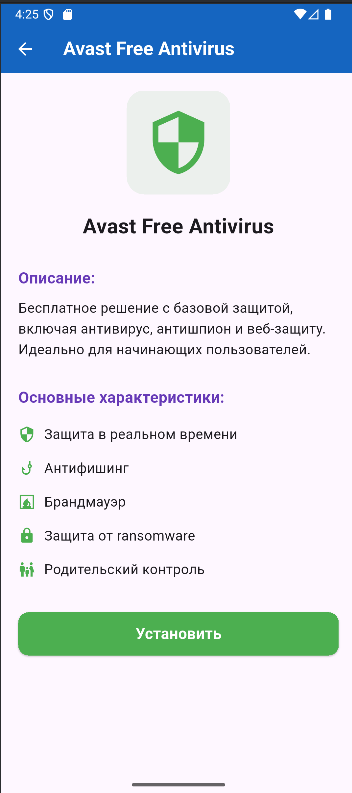 4:25
Avast Free Antivirus
Avast Free Antivirus
Описание:
Бесплатное решение с базовой защитой,
включая антивирус, антишпион и веб-защиту.
Идеально для начинающих пользователей.
Основные характеристики:
Защита в реальном времени
Антифишинг
Брандмауэр
Защита от ransomware
Родительский контроль
Установить